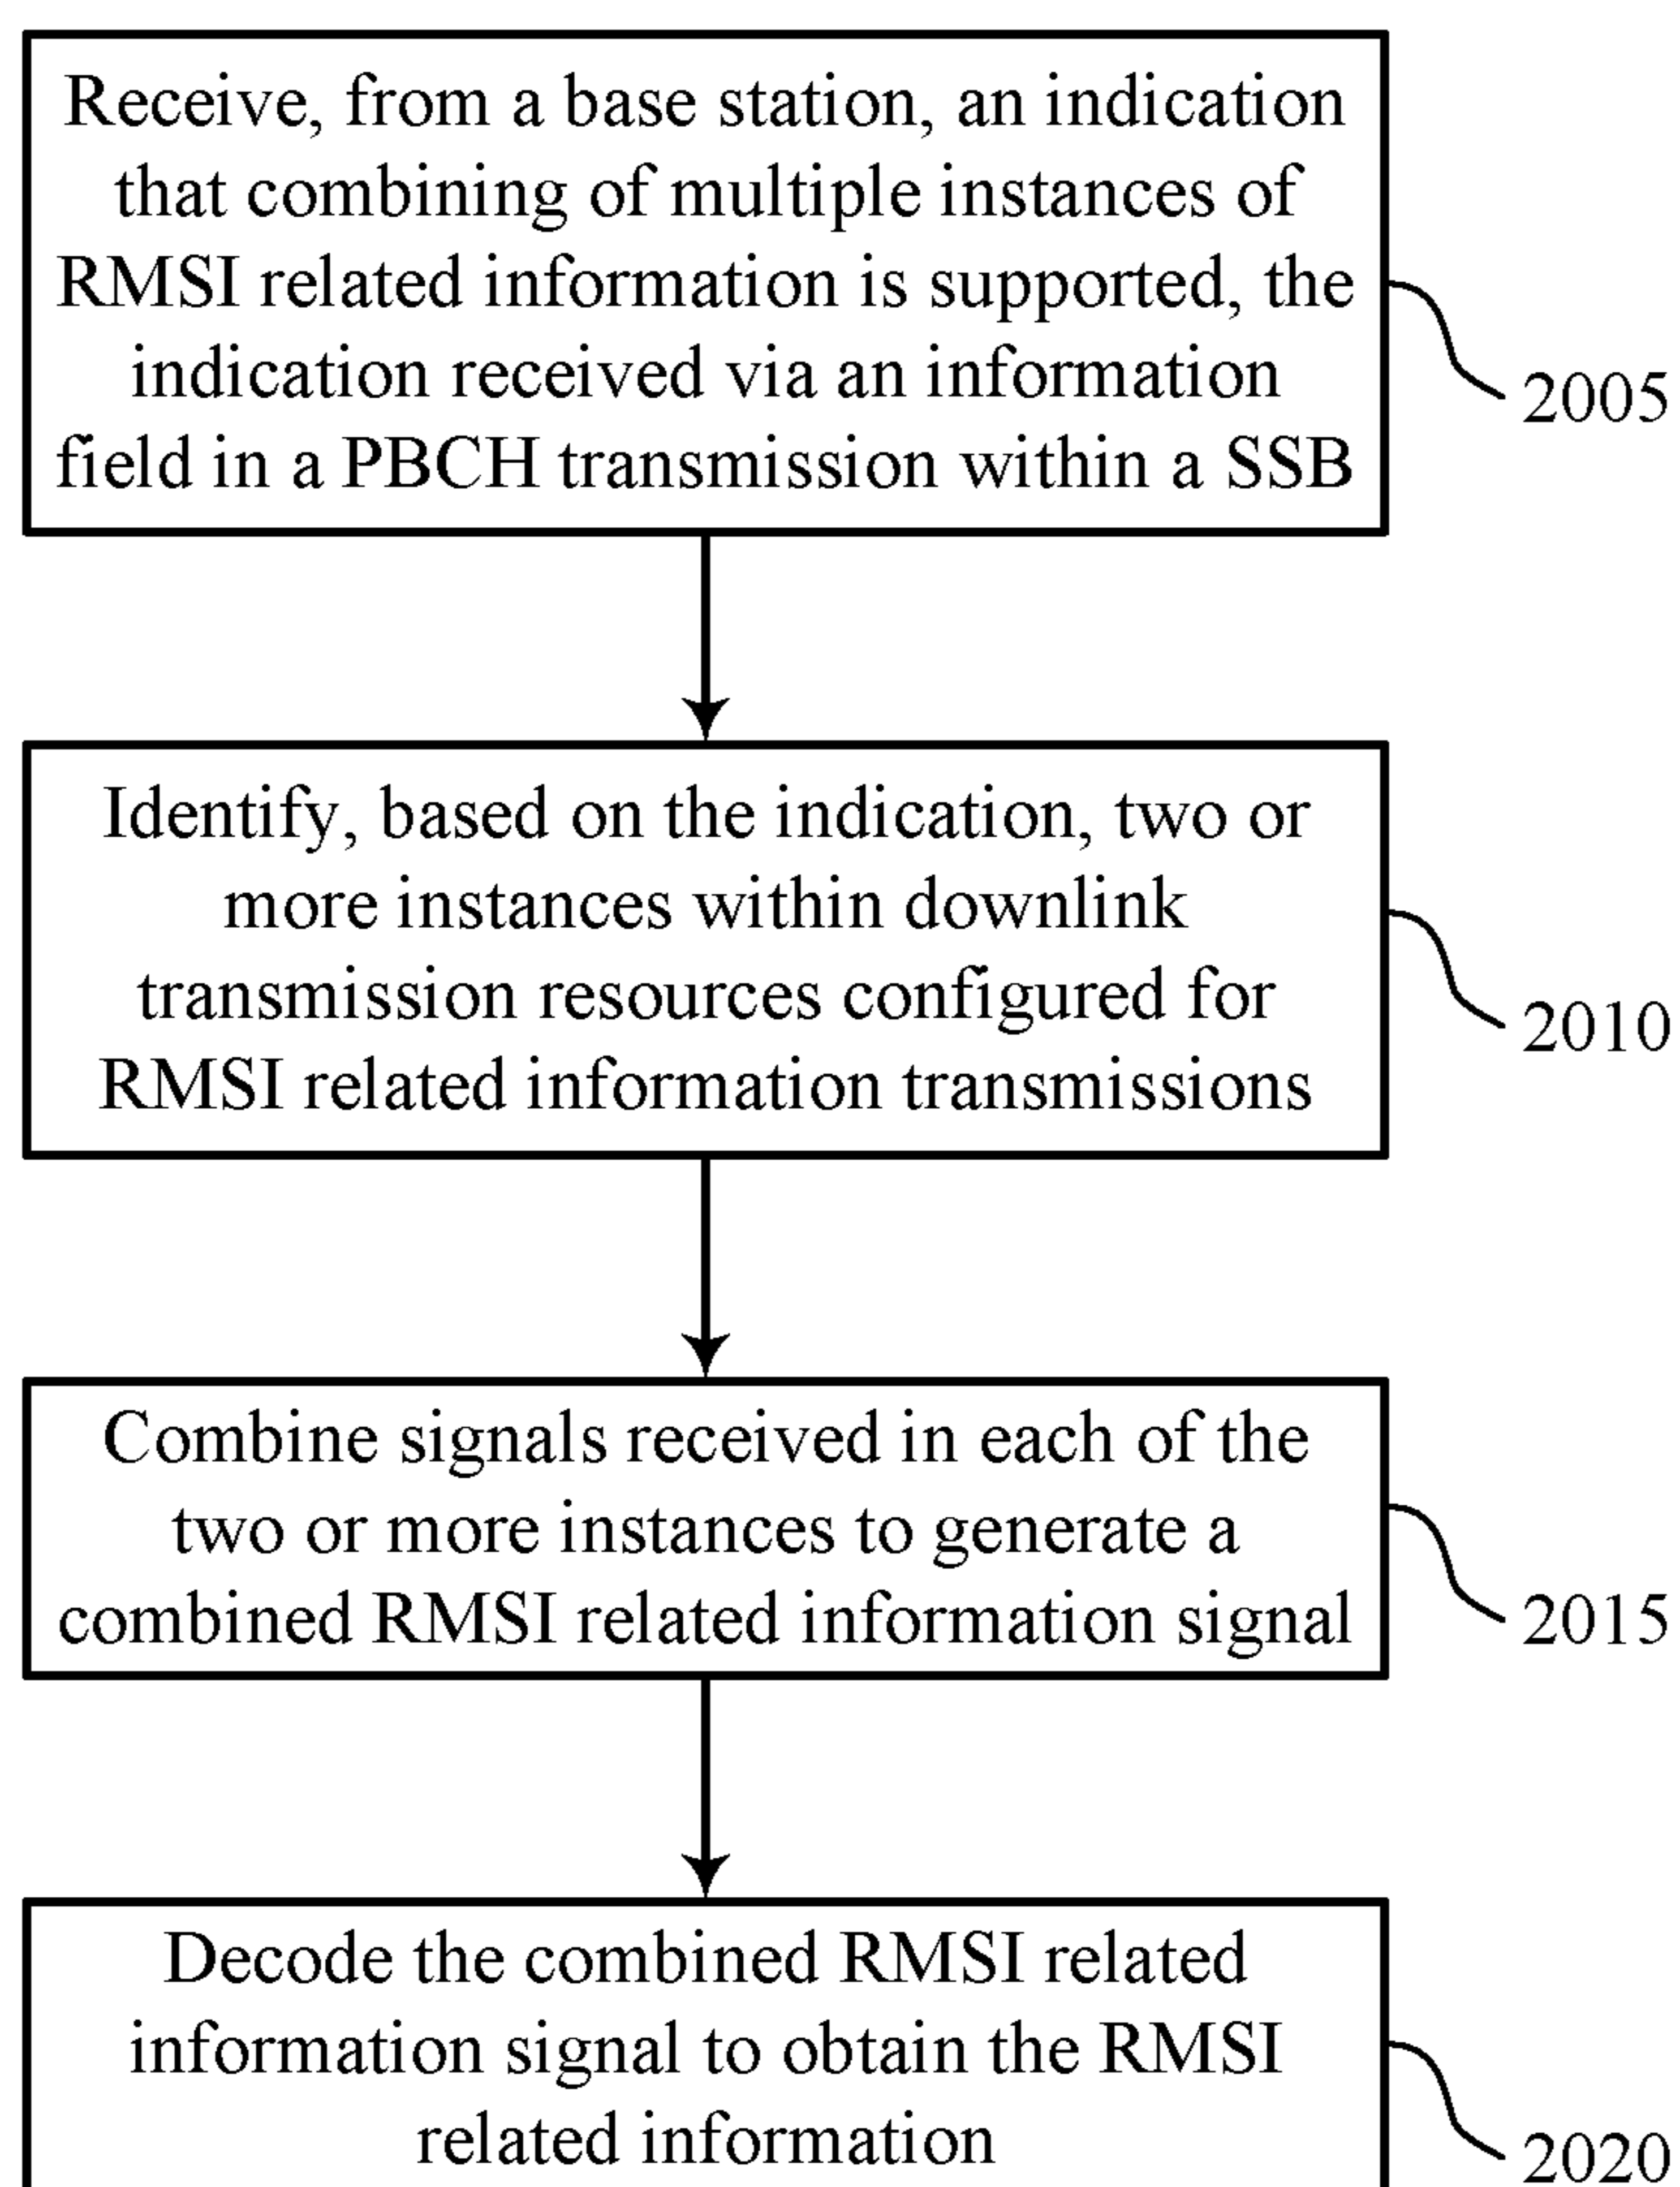 Receive, from a base station, an indication
that combining of multiple instances of
RMSI related information is supported, the
indication received via an information
field in a PBCH transmission within a SSB
2005
Identify, based on the indication, two or
more instances within downlink
transmission resources configured for
RMSI related information transmissions
2010
Combine signals received in each of the
two or more instances to generate a
combined RMSI related information signal
2015
Decode the combined RMSI related
information signal to obtain the RMSI
related information
2020